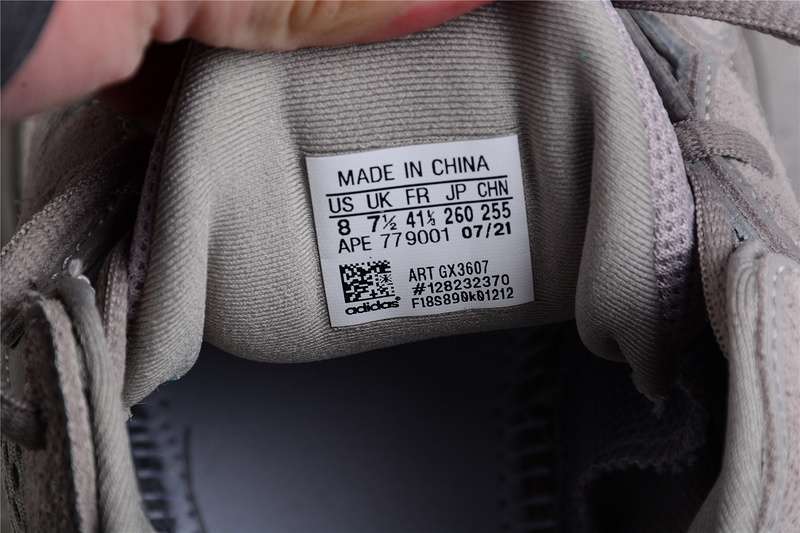 MADE IN CHINA
US UK FR JP CHN
8 7½ 41⅓ 260 255
APE 779001 07/21
ART GX3607
#128232370
F18S890k01212
adidas®